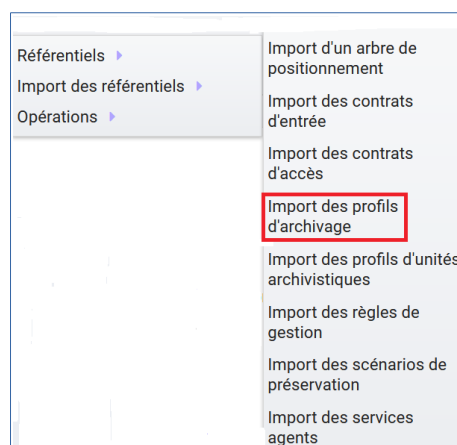 Référentiels
Import des référentiels
Opérations
Import d'un arbre de
positionnement
Import des contrats
d'entrée
Import des contrats
d'accès
Import des profils
d'archivage
Import des profils d'unités
archivistiques
Import des règles de
gestion
Import des scénarios de
préservation
Import des services
agents